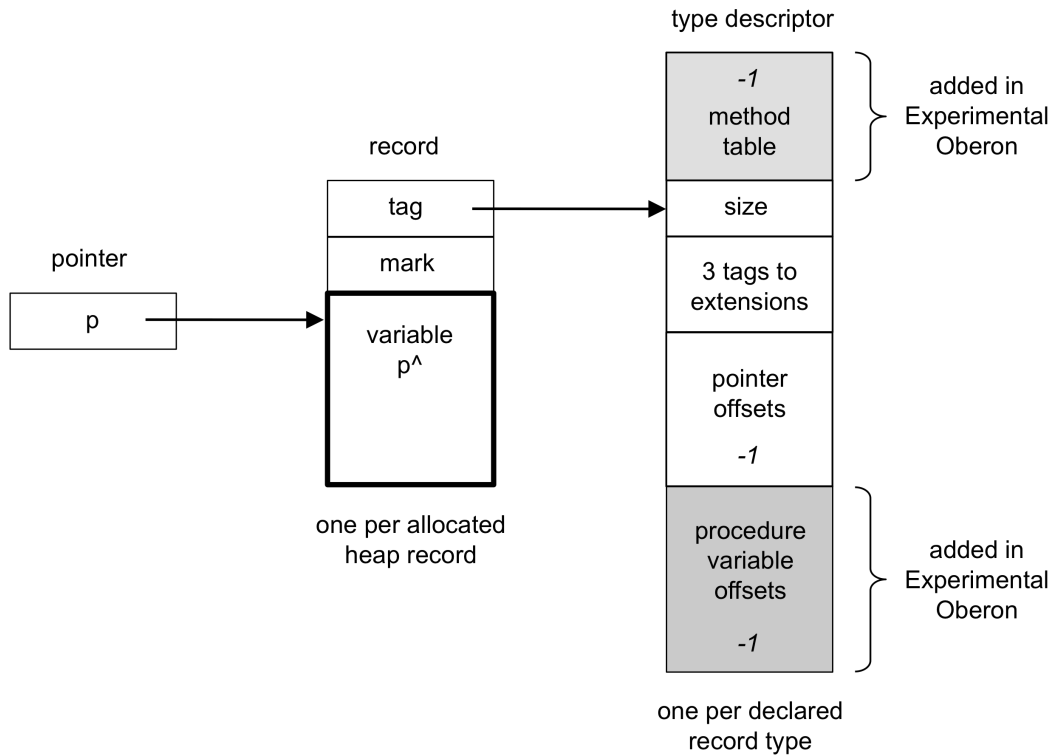 type descriptor
-1
method
table
added in
Experimental
Oberon
record
tag
size
mark
3 tags to
extensions
pointer
p
variable
p^
pointer
offsets
-1
one per allocated
heap record
procedure
variable
offsets
-1
added in
Experimental
Oberon
one per declared
record type